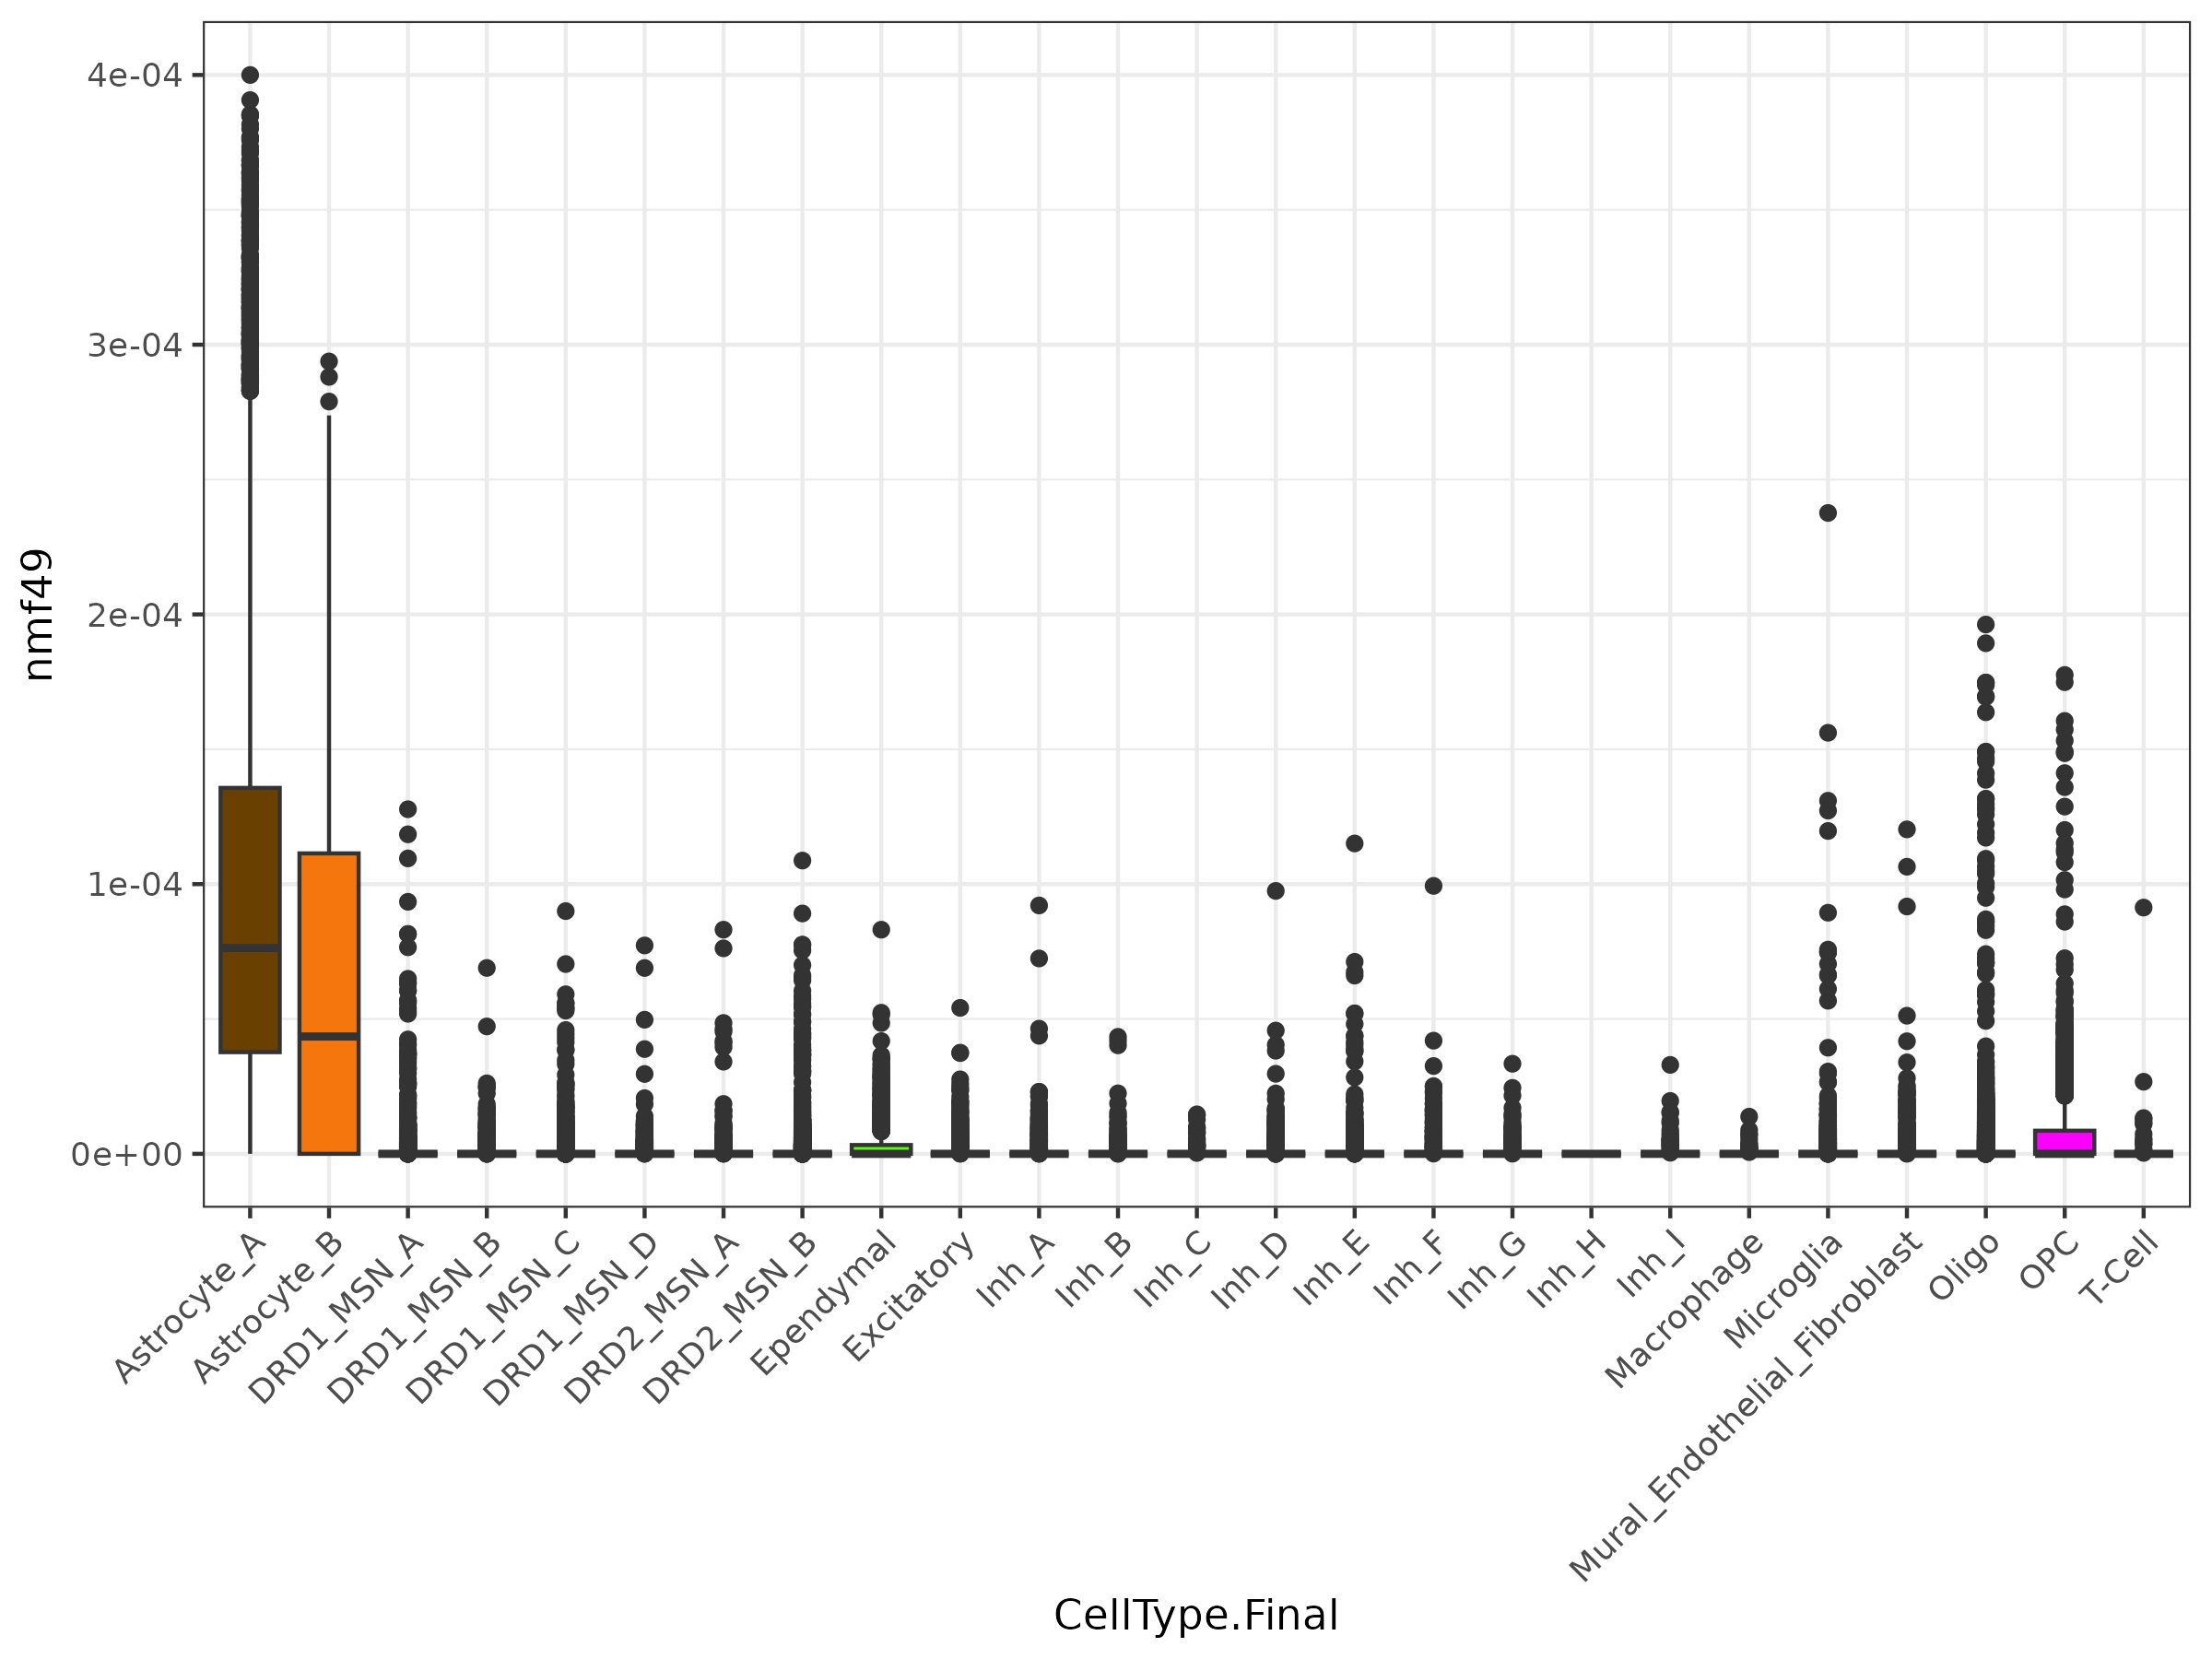 nmf49
4e-04
3e-04
2e-04
1e-04
0e+00
Astrocyte_A
Astrocyte_B
DRD1_MSN_A
DRD1_MSN_B
DRD1_MSN_C
DRD1_MSN_D
DRD2_MSN_A
DRD2_MSN_B
Ependymal
Excitatory
Inh_A
Inh_B
Inh_C
Inh_D
Inh_E
Inh_F
Inh_G
Inh_H
Inh_I
Macrophage
Microglia
Mural_Endothelial_Fibroblast
Oligo
OPC
T-Cell
CellType.Final